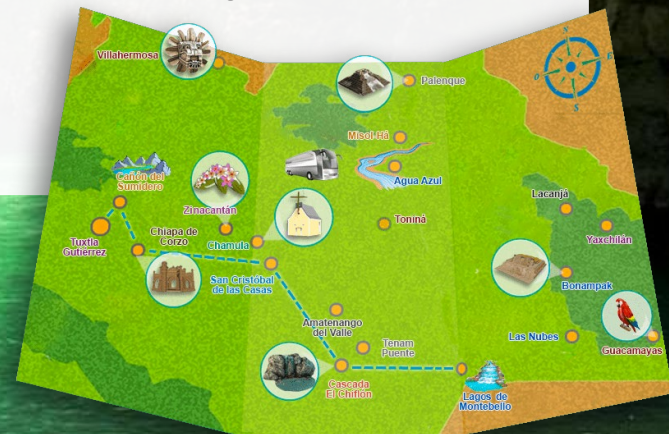 Villahermosa
Palenque
N
O
E
S
Misol-Há
Agua Azul
Cañón del
Sumidero
Zinacantán
Lacanjá
Toniná
Yaxchilán
Tuxtla
Gutiérrez
Chiapa de
Corzo
Chamula
San Cristóbal
de las Casas
Bonampak
Amatenango
del Valle
Tenam
Puente
Las Nubes
Guacamayas
Cascada
El Chiflón
Lagos de
Montebello